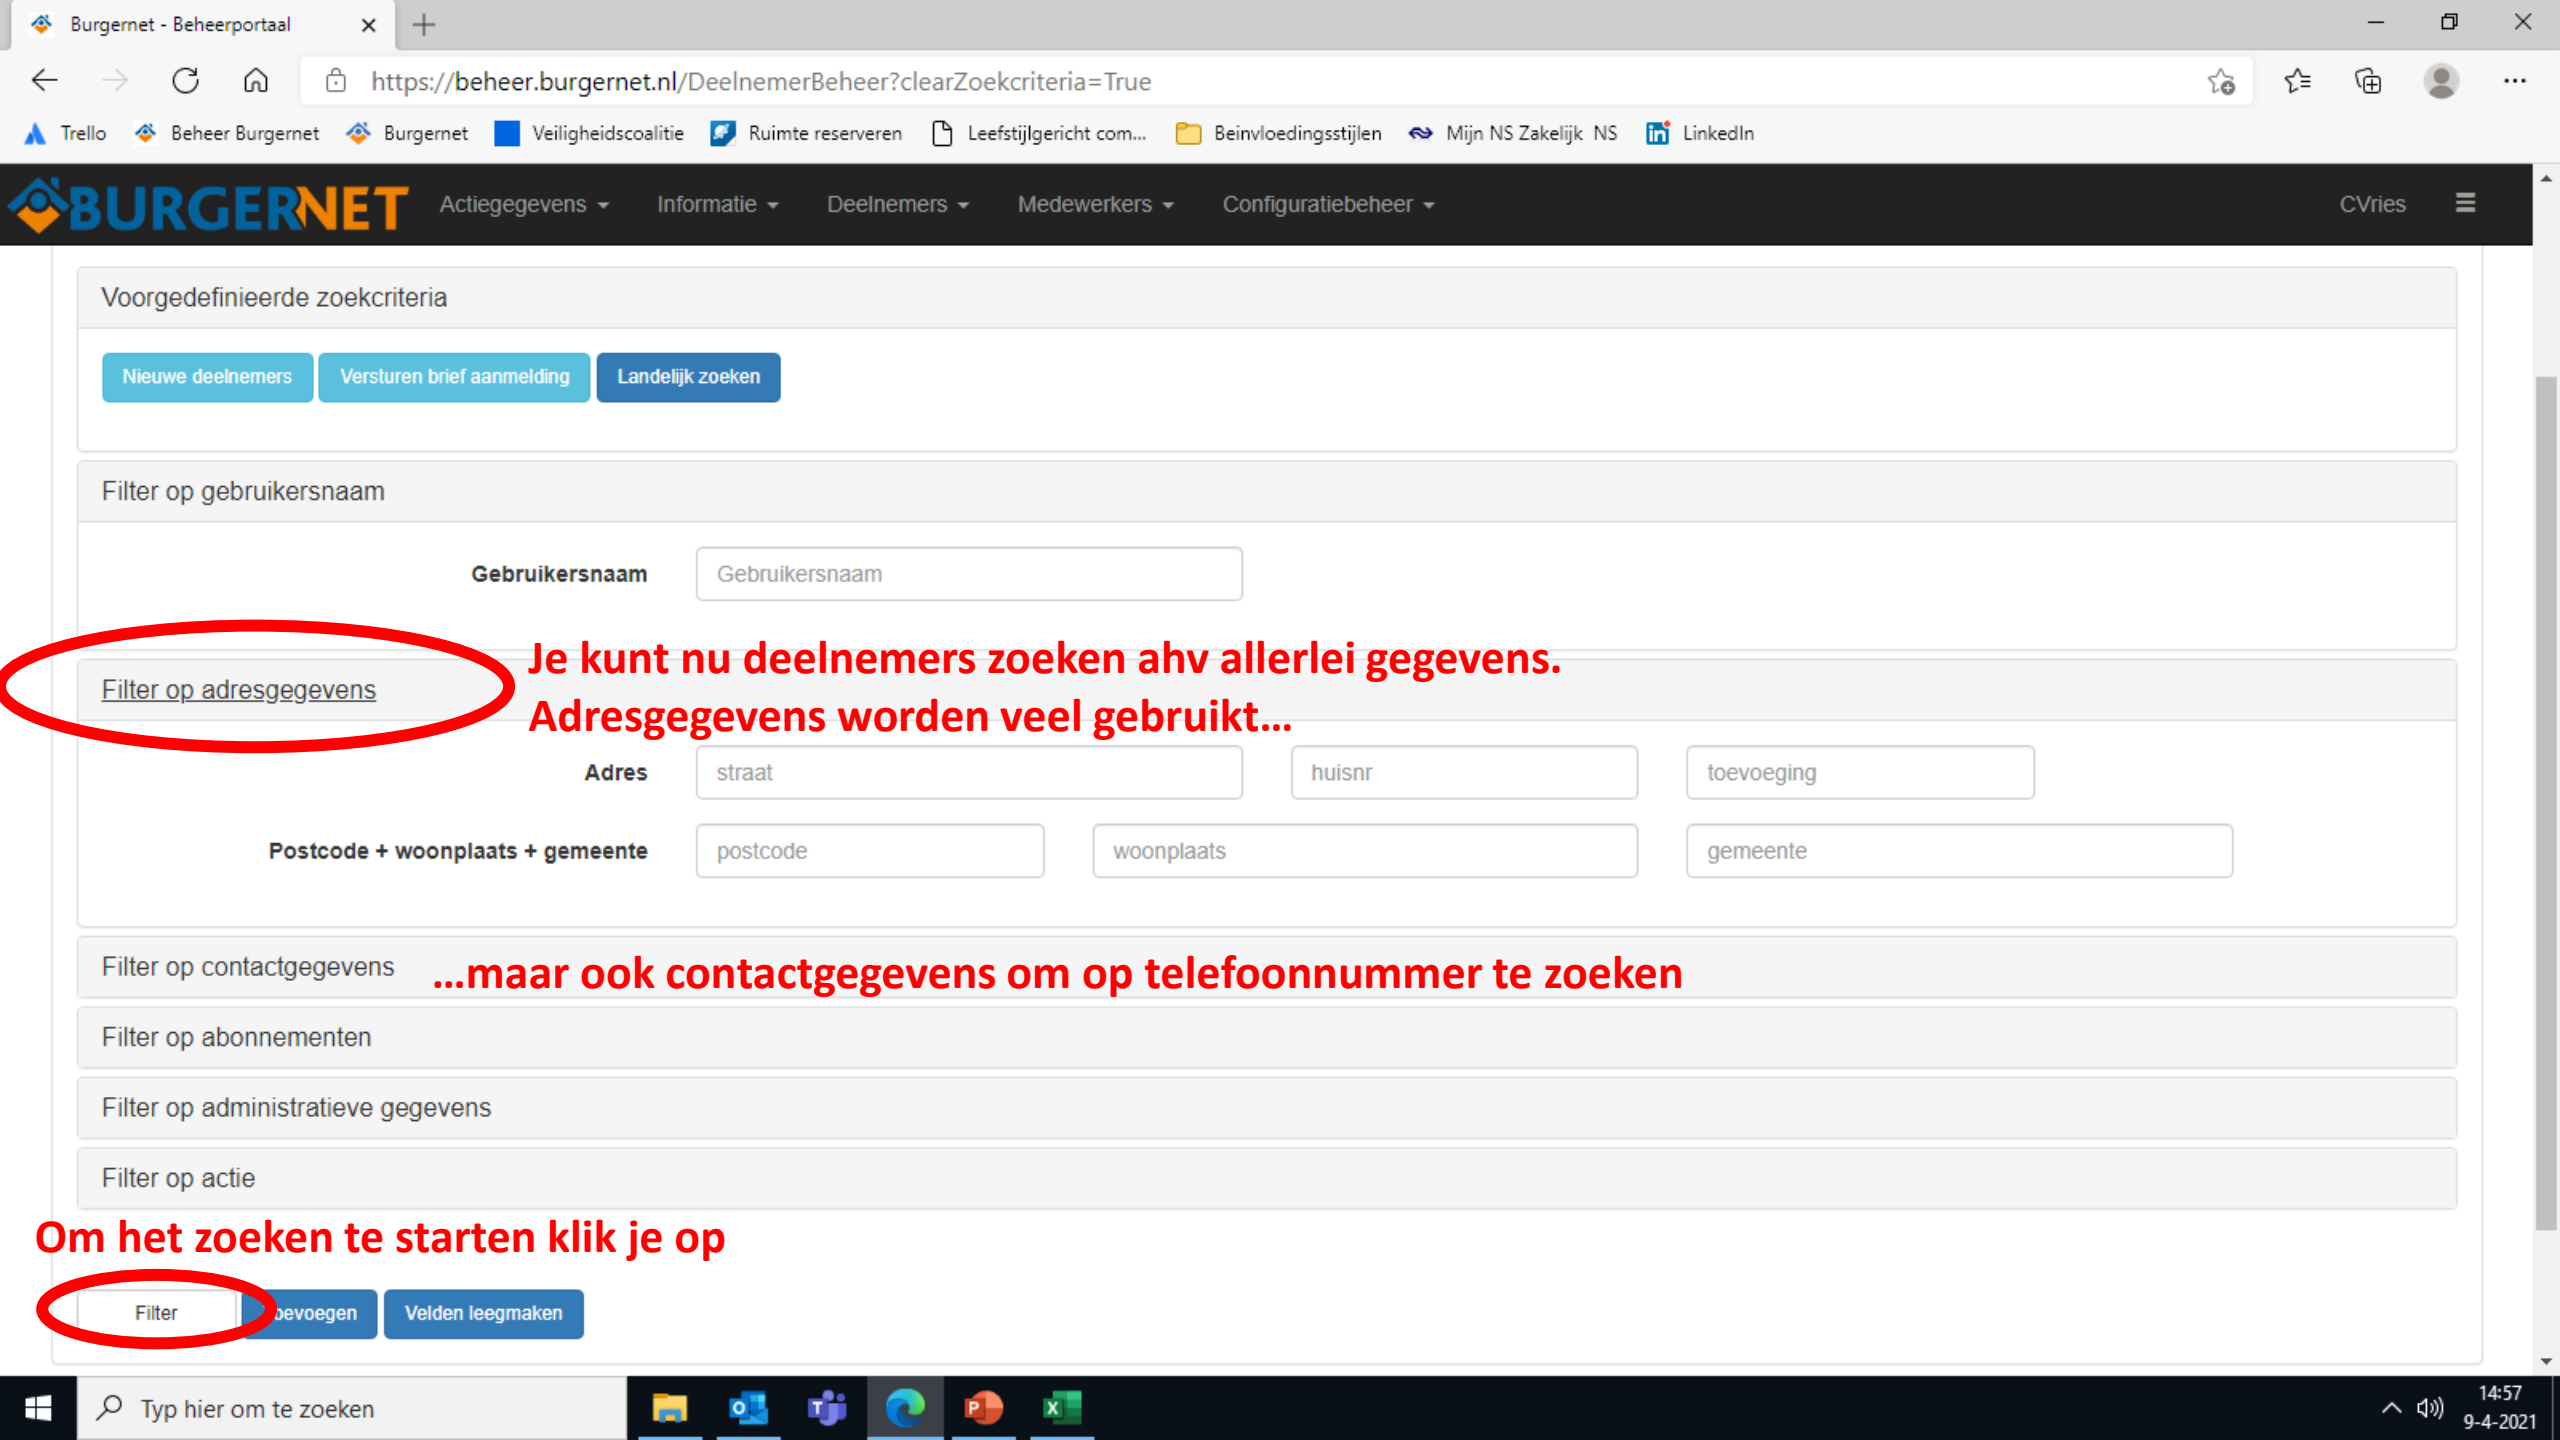 Burgernet - Beheerportaal
https://beheer.burgernet.nl/DeelnemerBeheer?clearZoekcriteria=True
Trello Beheer Burgernet Burgernet Veiligheidscoalitie Ruimte reserveren Leefstijlgericht com... Beinvloedingsstijlen Mijn NS Zakelijk NS LinkedIn
BURGERNET Actiegegevens Informatie Deelnemers Medewerkers Configuratiebeheer CVries
Voorgedefinieerde zoekcriteria
Nieuwe deelnemers Versturen brief aanmelding Landelijk zoeken
Filter op gebruikersnaam
Gebruikersnaam Gebruikersnaam
Je kunt nu deelnemers zoeken ahv allerlei gegevens.
Filter op adresgegevens
Adresgegevens worden veel gebruikt...
Adres straat huisnr toevoeging
Postcode + woonplaats + gemeente postcode woonplaats gemeente
Filter op contactgegevens ...maar ook contactgegevens om op telefoonnummer te zoeken
Filter op abonnementen
Filter op administratieve gegevens
Filter op actie
Om het zoeken te starten klik je op
Filter oevoegen Velden leegmaken
Typ hier om te zoeken
14:57
9-4-2021